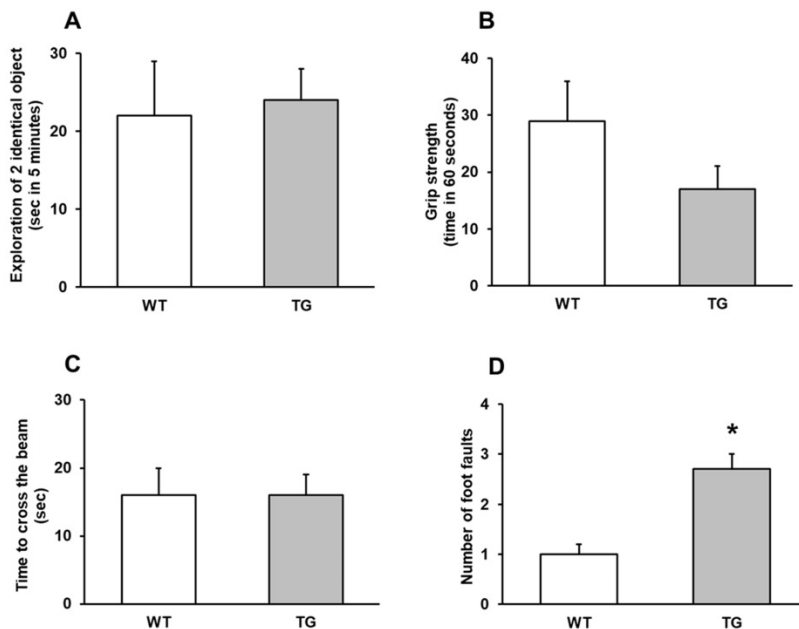 A
Exploration of 2 identical object
(sec in 5 minutes)
30
20
10
0
WT
TG
B
Grip strength
(time in 60 seconds)
40
30
20
10
0
WT
TG
C
Time to cross the beam
(sec)
30
20
10
0
WT
TG
D
Number of foot faults
4
3
2
1
0
*
WT
TG